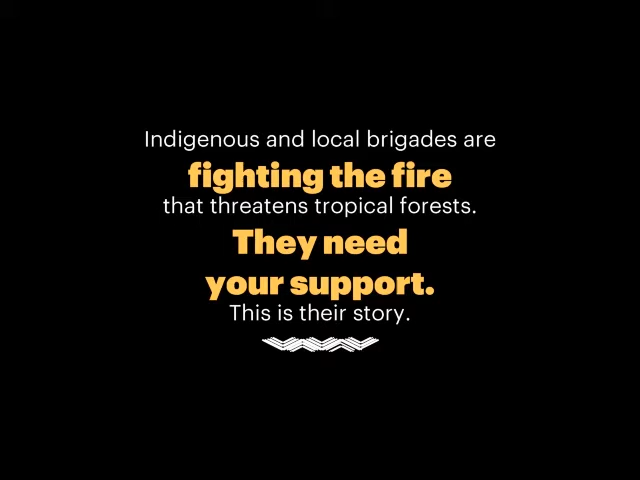 Indigenous and local brigades are
fighting the fire
that threatens tropical forests.
They need
your support.
This is their story.